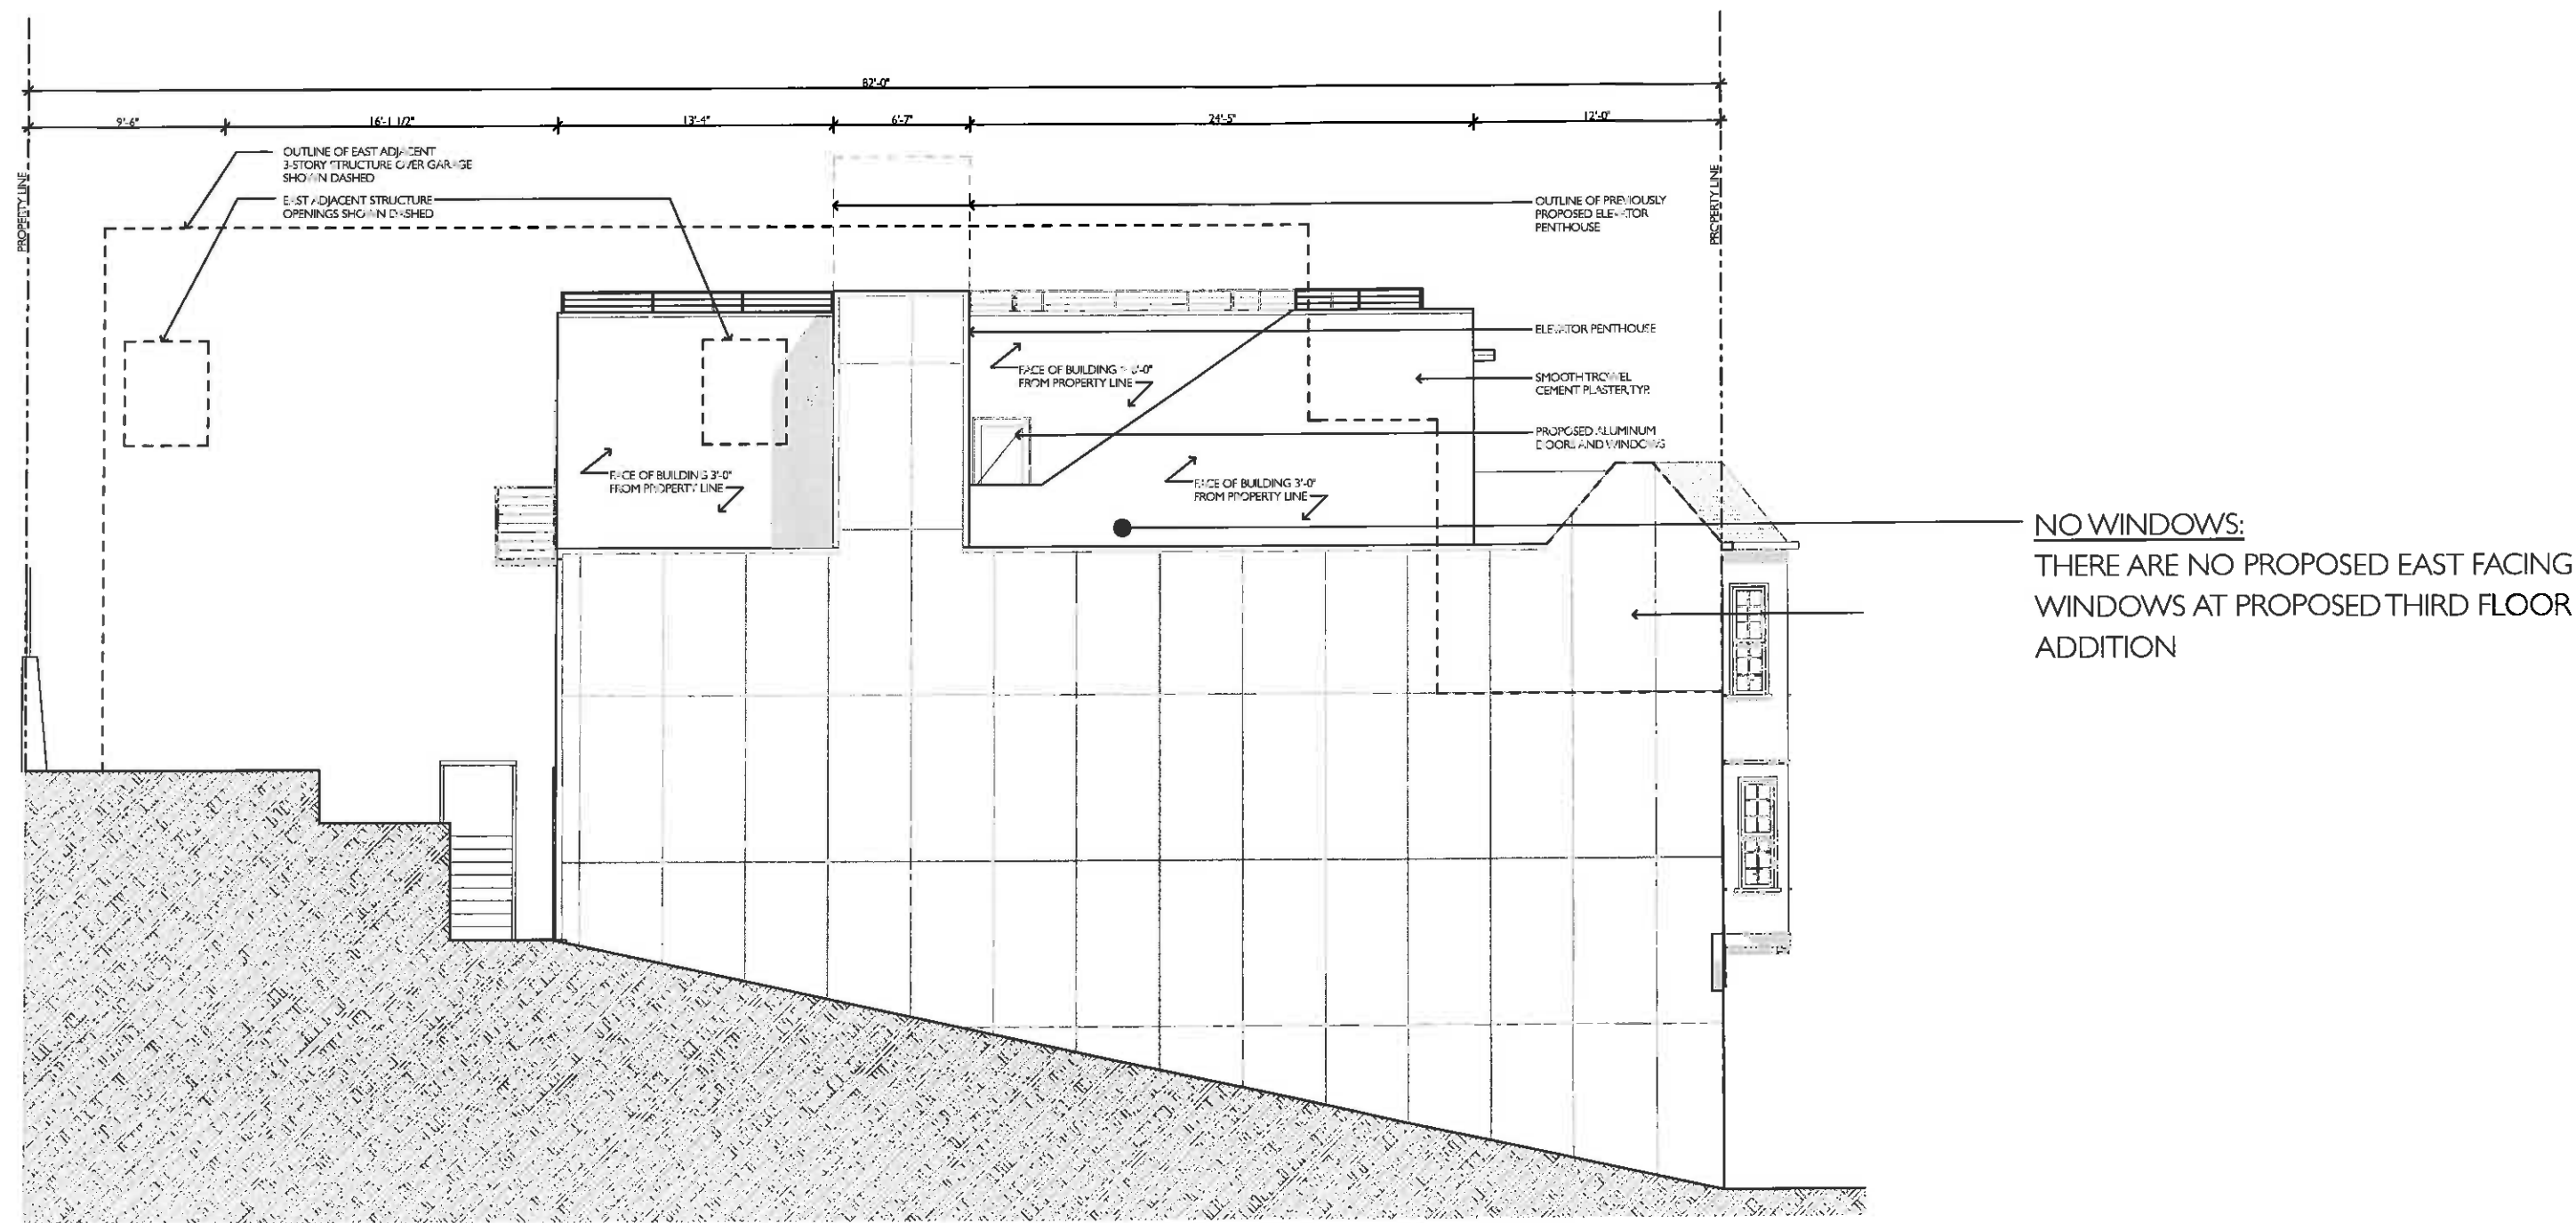 82'-0"
9'-6"
16'-1 1/2"
13'-4"
6'-7"
24'-5"
12'-0"
PROPERTY LINE
OUTLINE OF EAST ADJACENT
3-STORY STRUCTURE OVER GARAGE
SHOWN DASHED
EAST ADJACENT STRUCTURE
OPENINGS SHOWN DASHED
OUTLINE OF PREVIOUSLY
PROPOSED ELEVATOR
PENTHOUSE
PROPERTY LINE
ELEVATOR PENTHOUSE
FACE OF BUILDING
FROM PROPERTY LINE
SMOOTH TROWEL
CEMENT PLASTER, TYP.
PROPOSED ALUMINUM
DOORS AND WINDOWS
FACE OF BUILDING 3'-0"
FROM PROPERTY LINE
FACE OF BUILDING 3'-0"
FROM PROPERTY LINE
NO WINDOWS:
THERE ARE NO PROPOSED EAST FACING
WINDOWS AT PROPOSED THIRD FLOOR
ADDITION